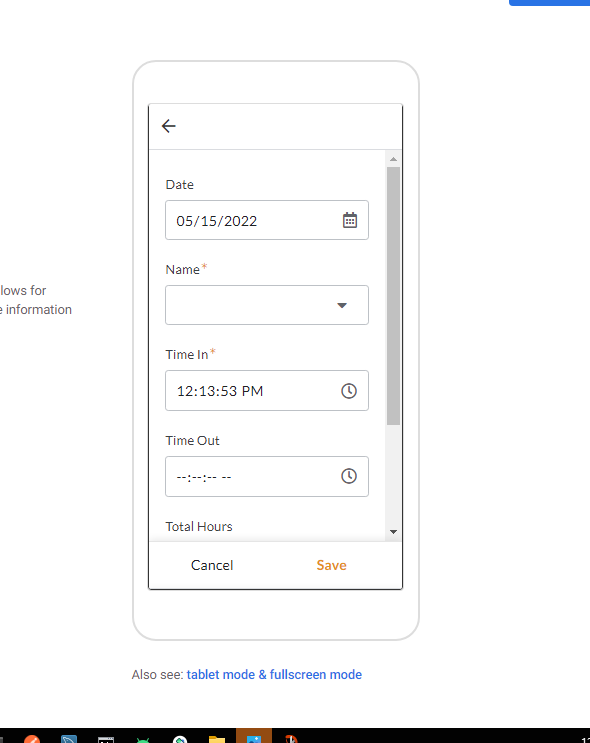 Date
05/15/2022
lows for
information
Name*
Time In*
12:13:53 PM
Time Out
--:--:-- --
Total Hours
Cancel
Save
Also see: tablet mode & fullscreen mode